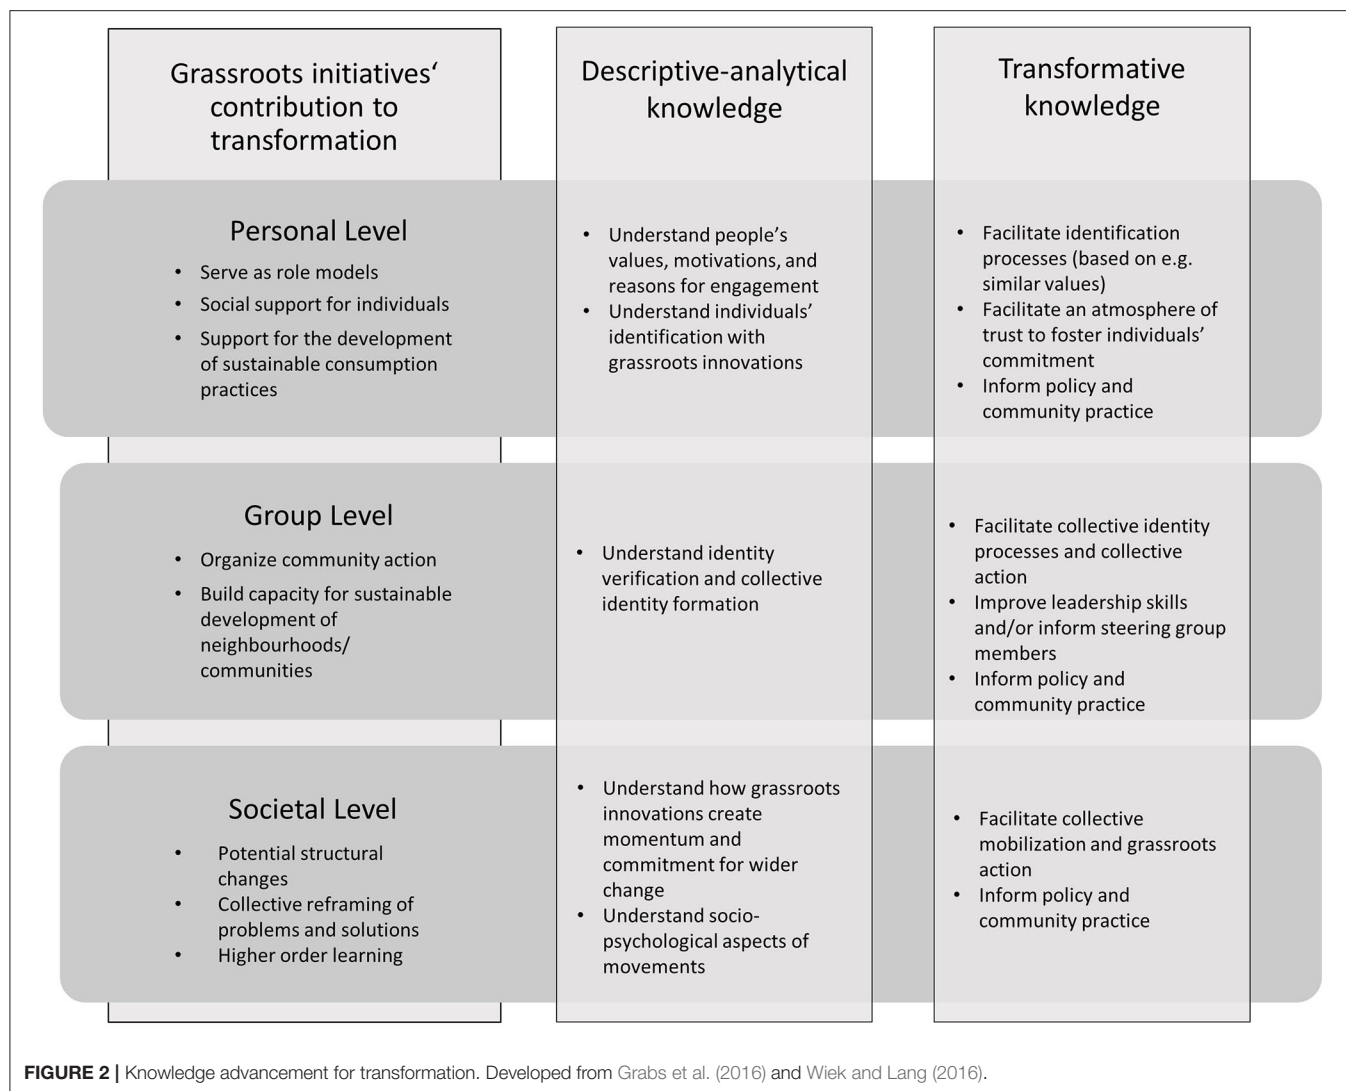 Grassroots initiatives‘
contribution to
transformation
Descriptive-analytical
knowledge
Transformative
knowledge
Personal Level
• Serve as role models
• Social support for individuals
• Support for the development
of sustainable consumption
practices
• Understand people’s
values, motivations, and
reasons for engagement
• Understand individuals’
identification with
grassroots innovations
• Facilitate identification
processes (based on e.g.
similar values)
• Facilitate an atmosphere of
trust to foster individuals’
commitment
• Inform policy and
community practice
Group Level
• Organize community action
• Build capacity for sustainable
development of
neighbourhoods/
communities
• Understand identity
verification and collective
identity formation
• Facilitate collective identity
processes and collective
action
• Improve leadership skills
and/or inform steering group
members
• Inform policy and
community practice
Societal Level
• Potential structural
changes
• Collective reframing of
problems and solutions
• Higher order learning
• Understand how grassroots
innovations create
momentum and
commitment for wider
change
• Understand socio-
psychological aspects of
movements
• Facilitate collective
mobilization and grassroots
action
• Inform policy and
community practice
FIGURE 2 | Knowledge advancement for transformation. Developed from Grabs et al. (2016) and Wiek and Lang (2016).